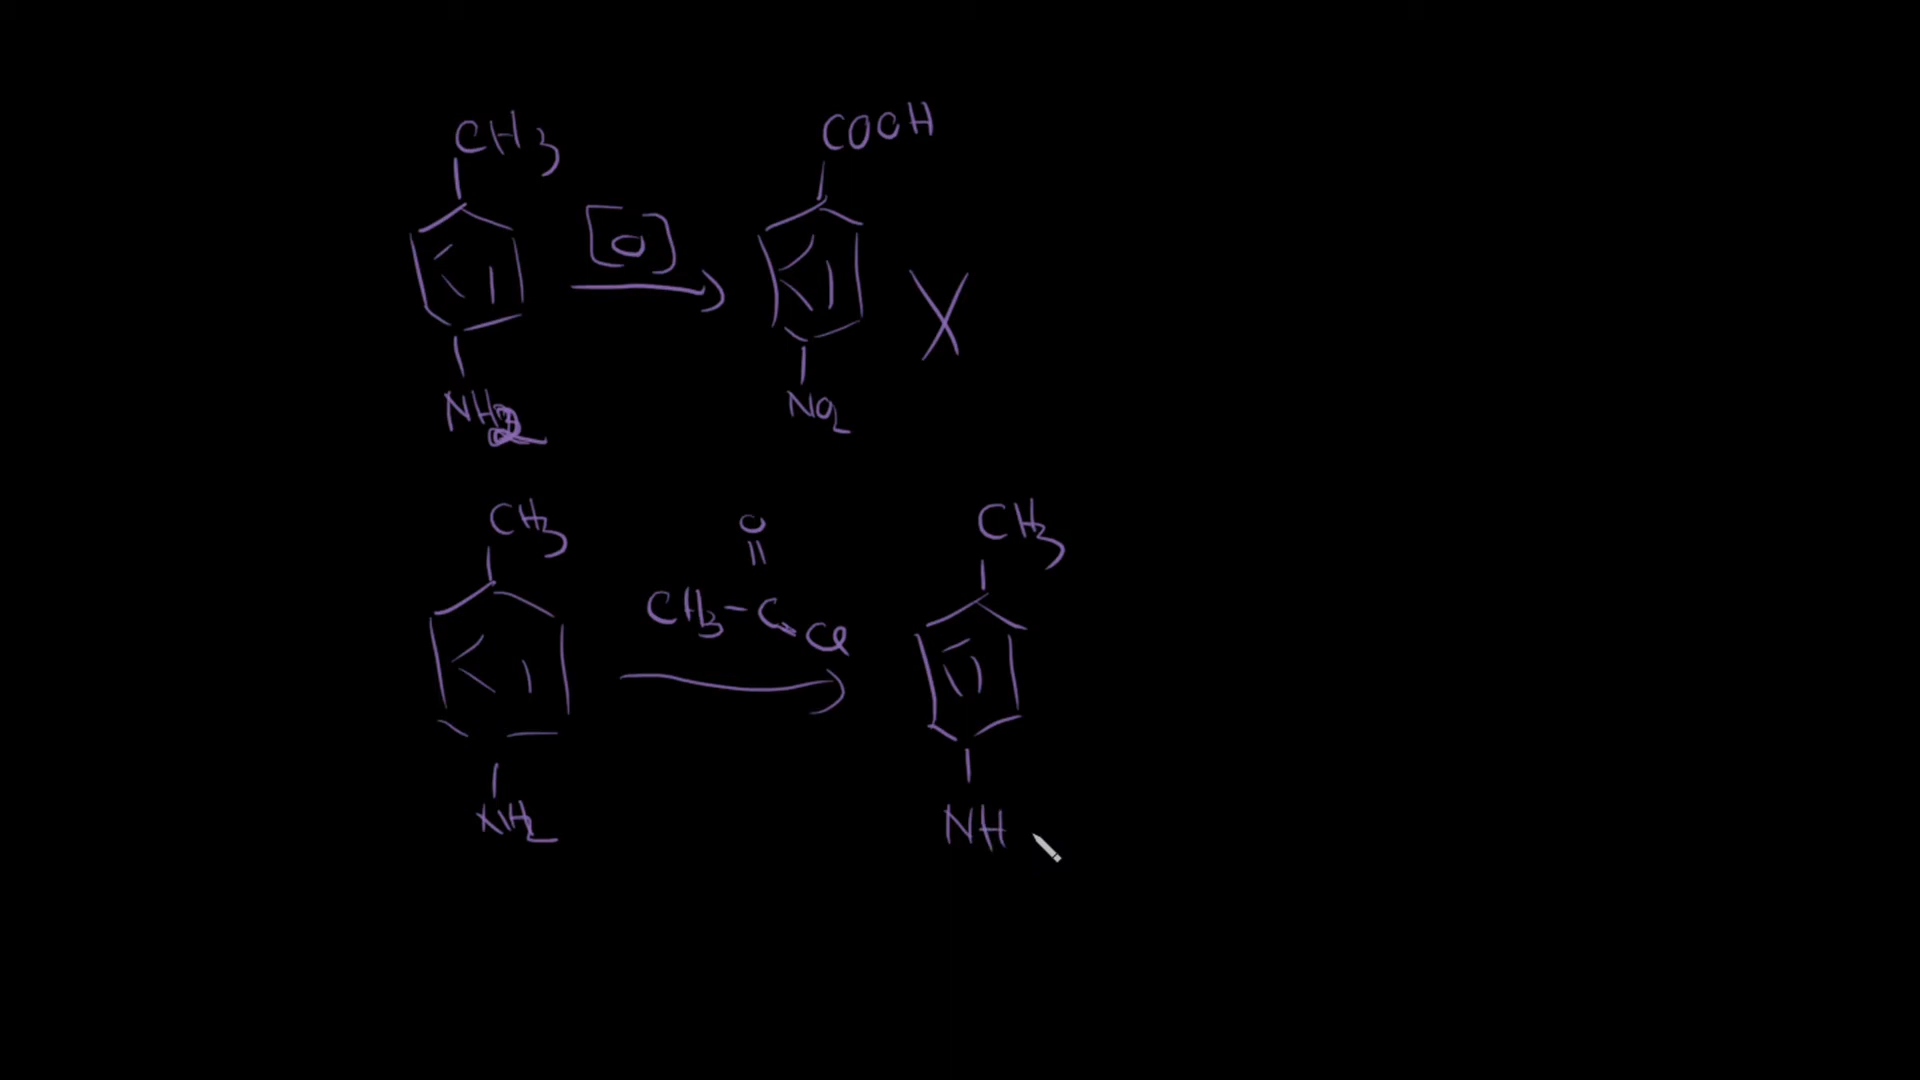 CH3 COOH
[O]
NH2 NO2
X
CH3 O CH3
CH3-C Cl
NH2 NH